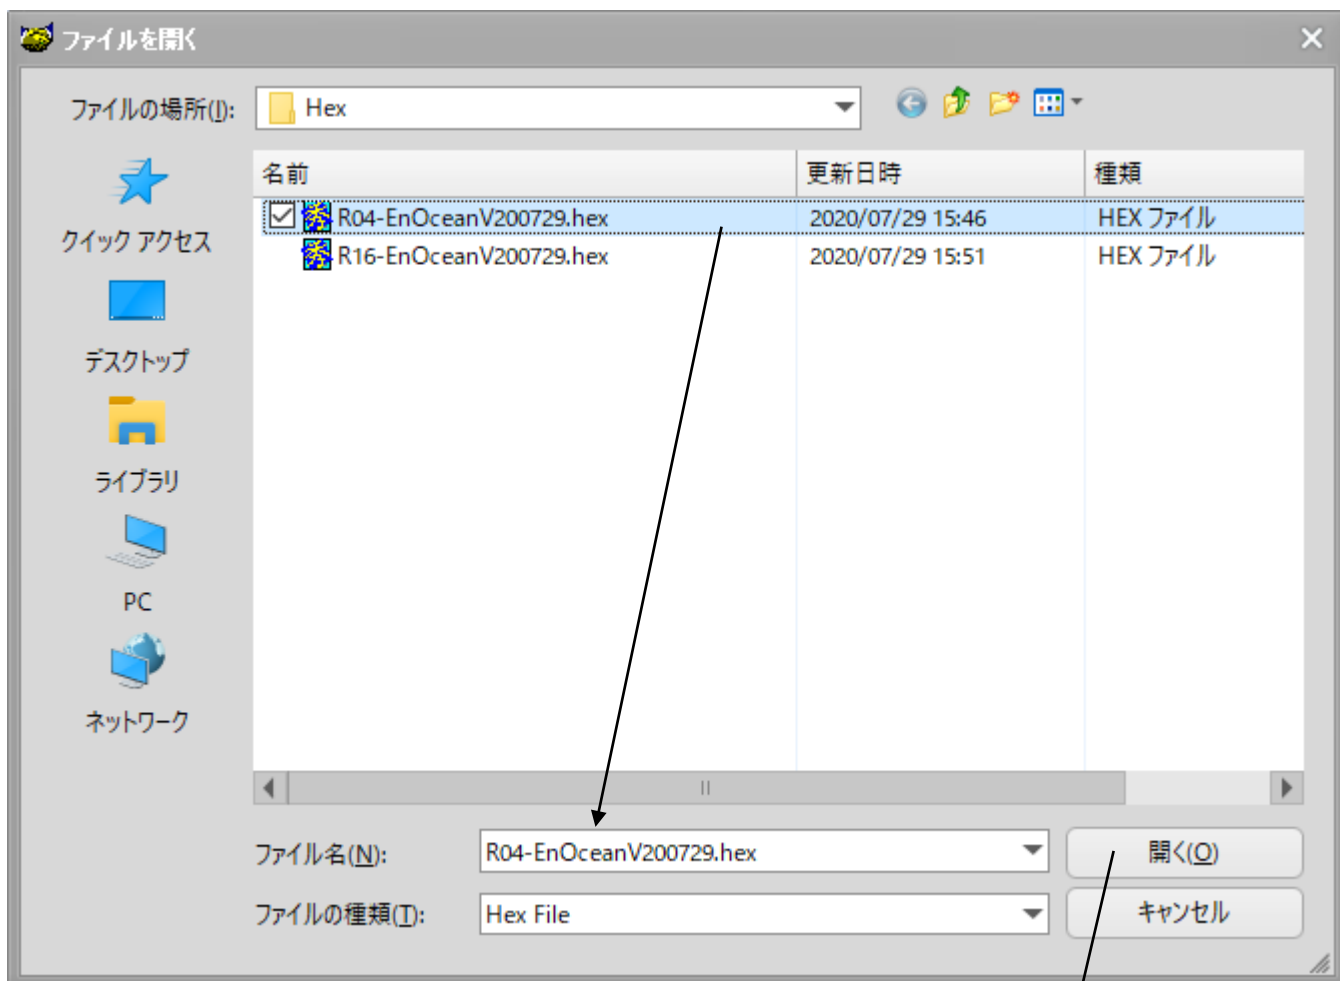 ファイルを開く
ファイルの場所(I): Hex
名前 更新日時 種類
R04-EnOceanV200729.hex 2020/07/29 15:46 HEX ファイル
R16-EnOceanV200729.hex 2020/07/29 15:51 HEX ファイル
クイック アクセス
デスクトップ
ライブラリ
PC
ネットワーク
ファイル名(N): R04-EnOceanV200729.hex 開く(O)
ファイルの種類(T): Hex File キャンセル